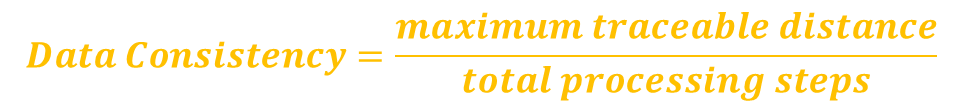 Data Consistency = maximum traceable distance / total processing steps